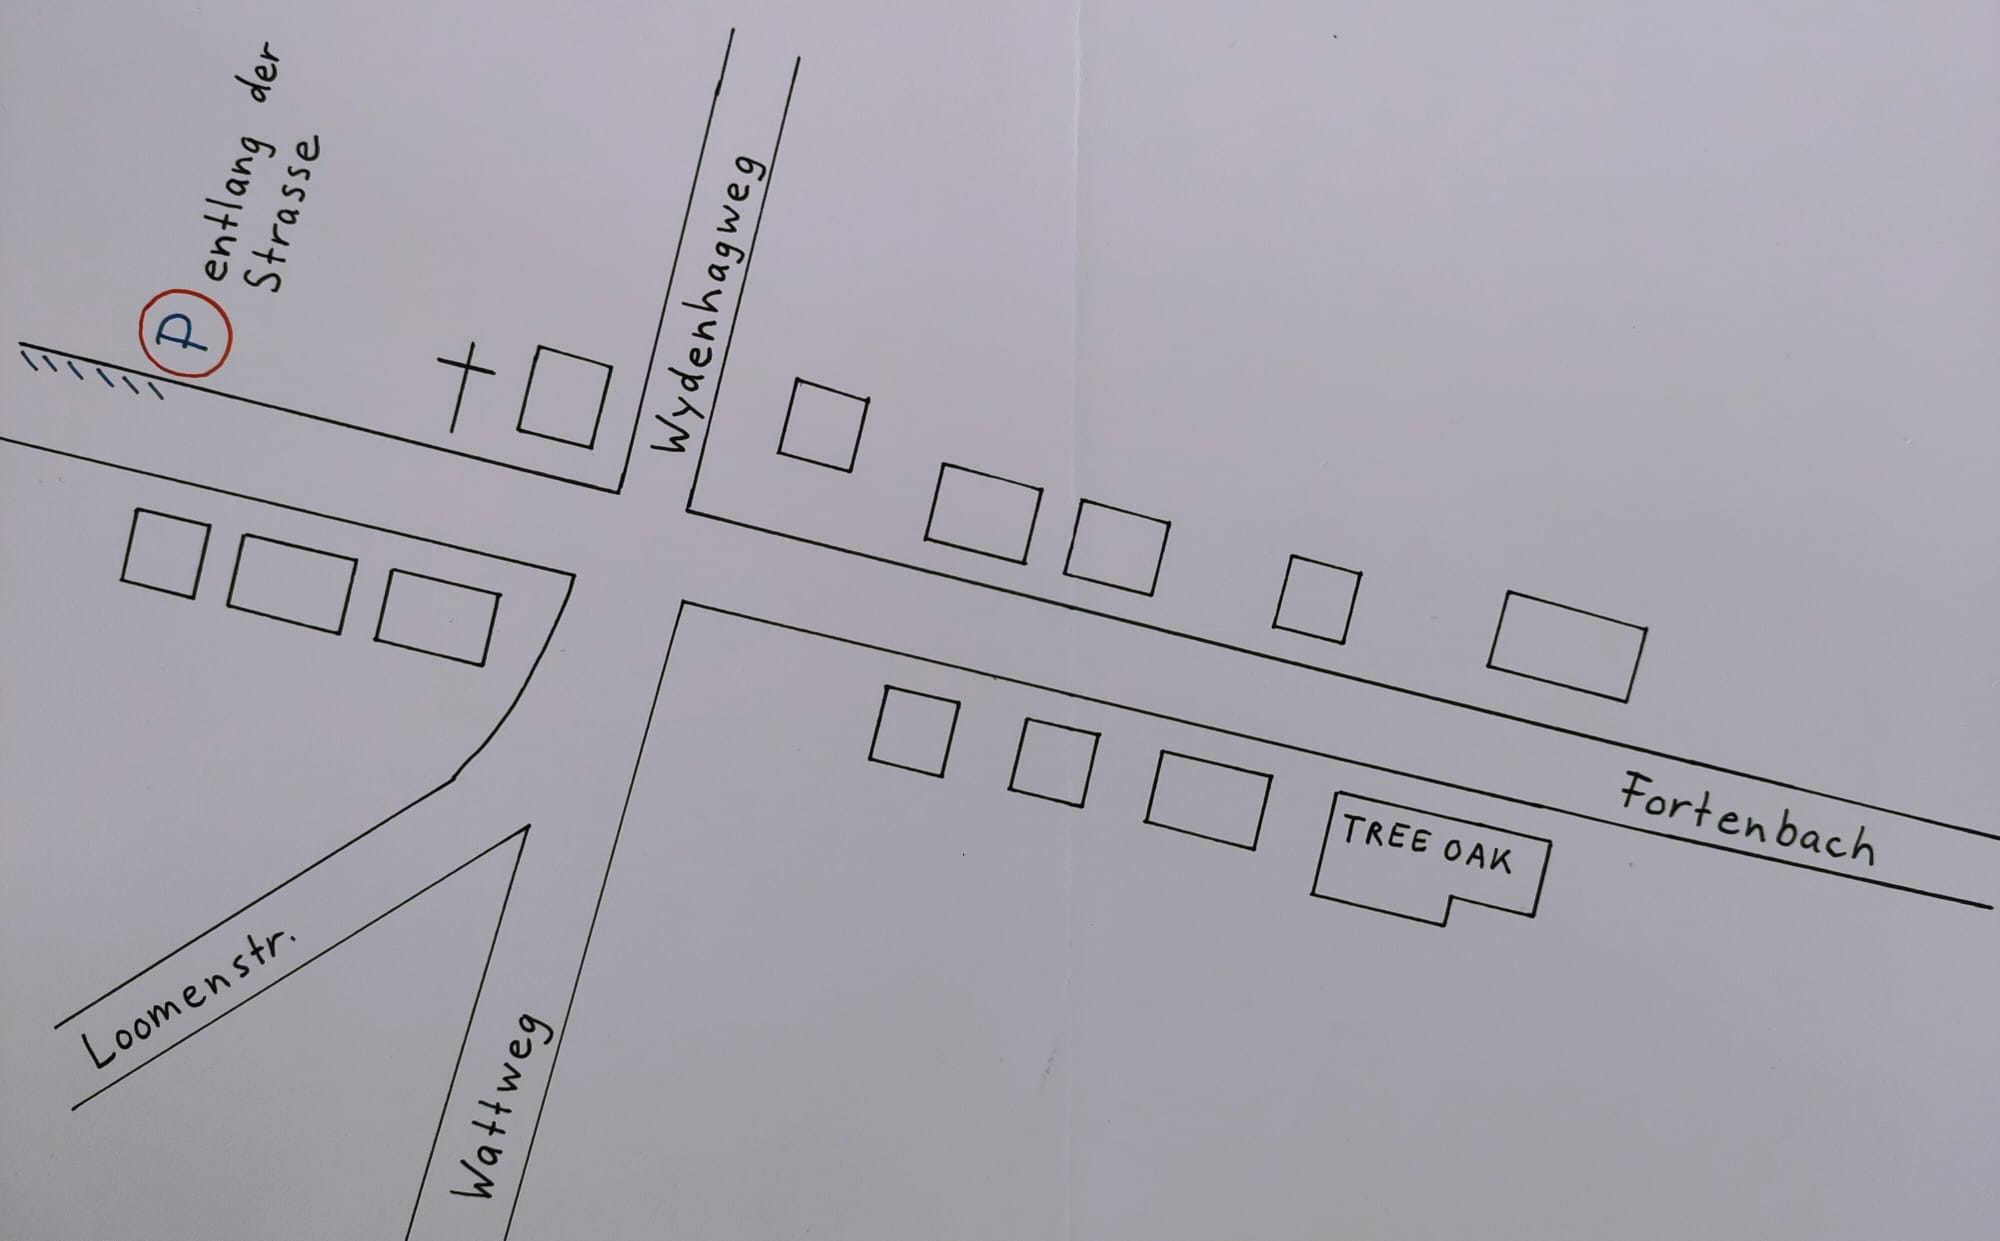 P entlang der
Strasse
Wydenhagweg
TREE OAK
Fortenbach
Loomenstr.
Wattweg